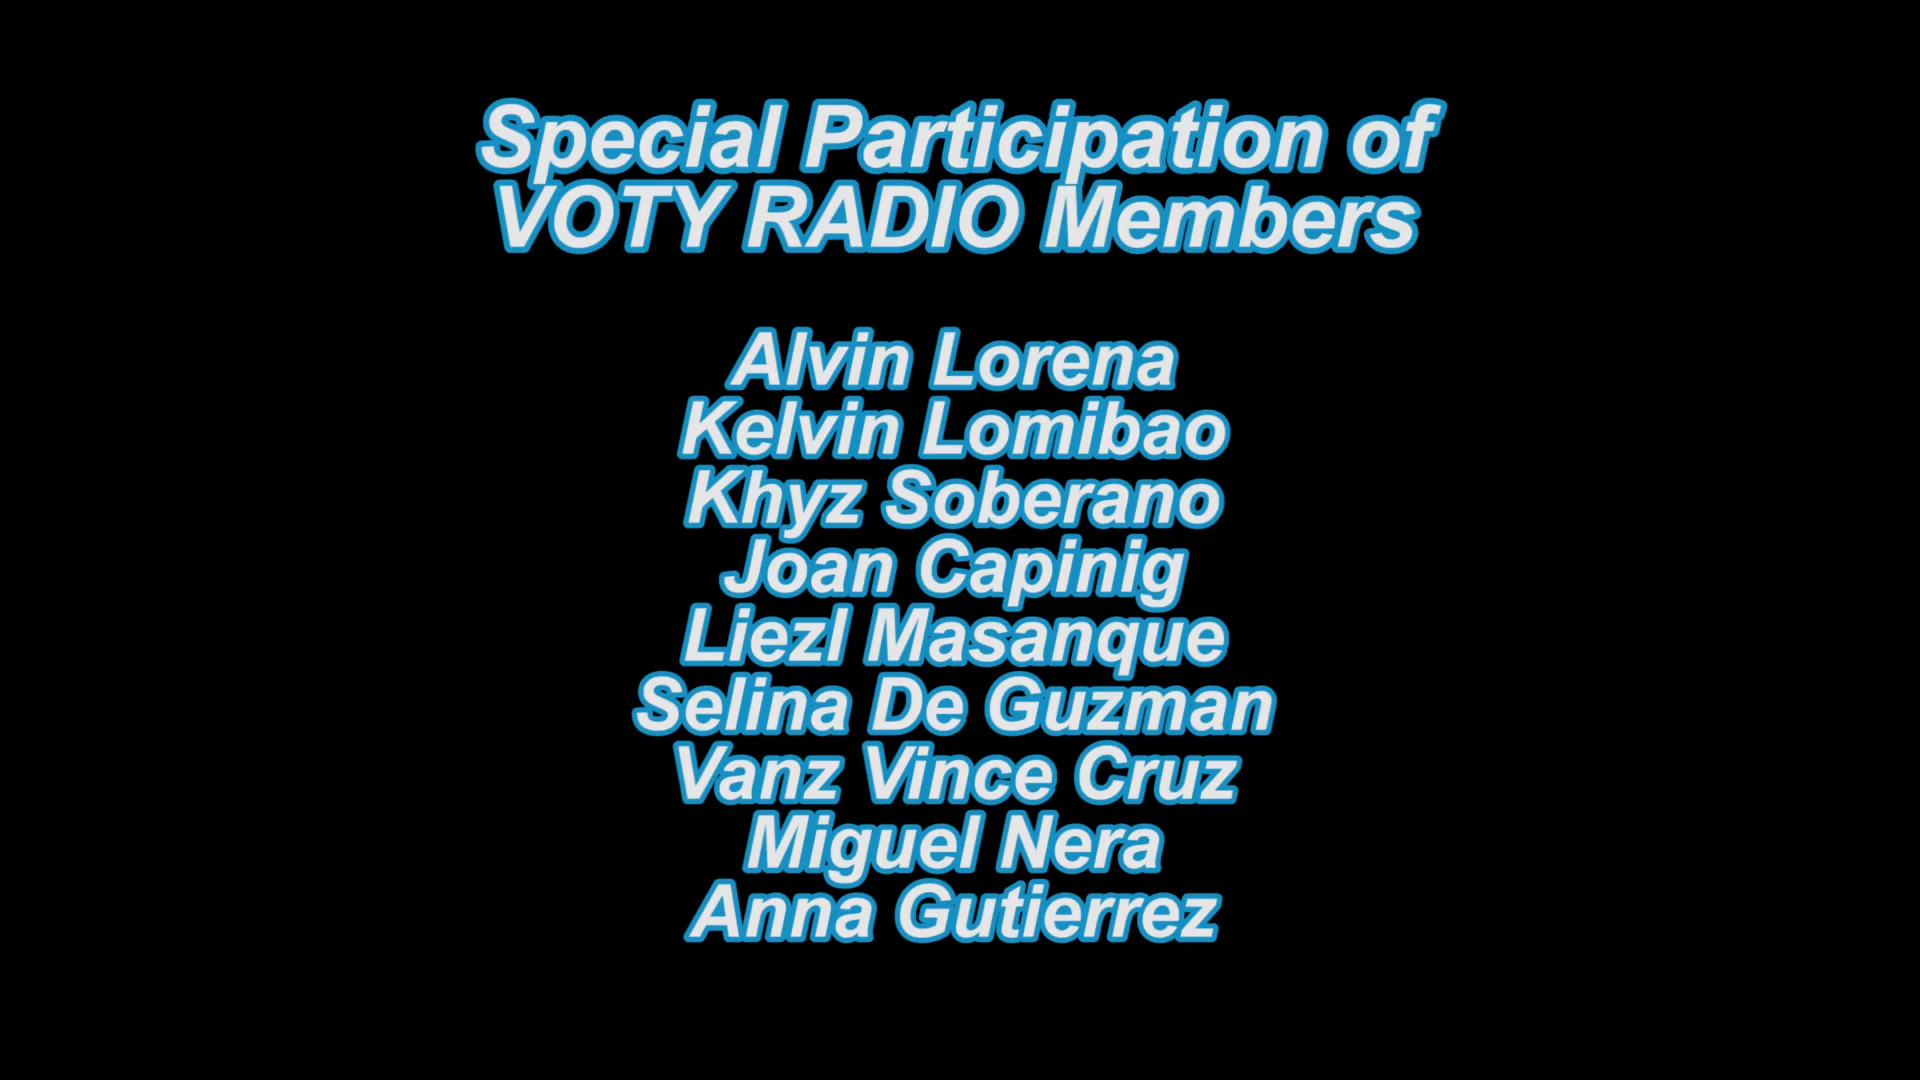 Special Participation of
VOTY RADIO Members
Alvin Lorena
Kelvin Lomibao
Khyz Soberano
Joan Capinig
Liezl Masanque
Selina De Guzman
Vanz Vince Cruz
Miguel Nera
Anna Gutierrez